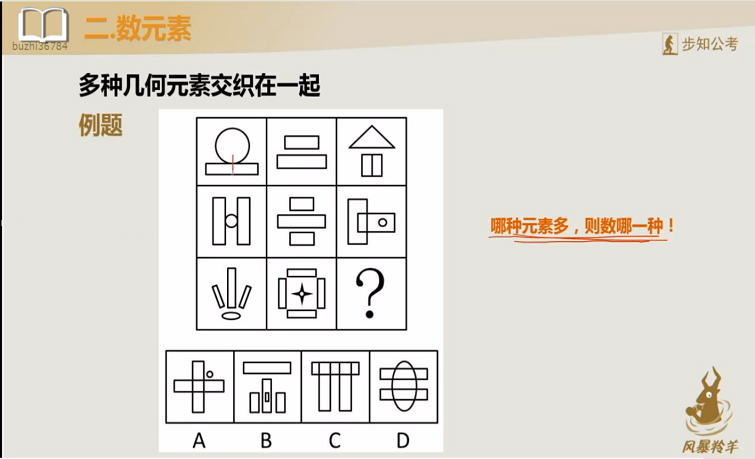 二.数元素
buzhi36784
步知公考
多种几何元素交织在一起
例题
哪种元素多，则数哪一种！
?
A B C D
风暴羚羊